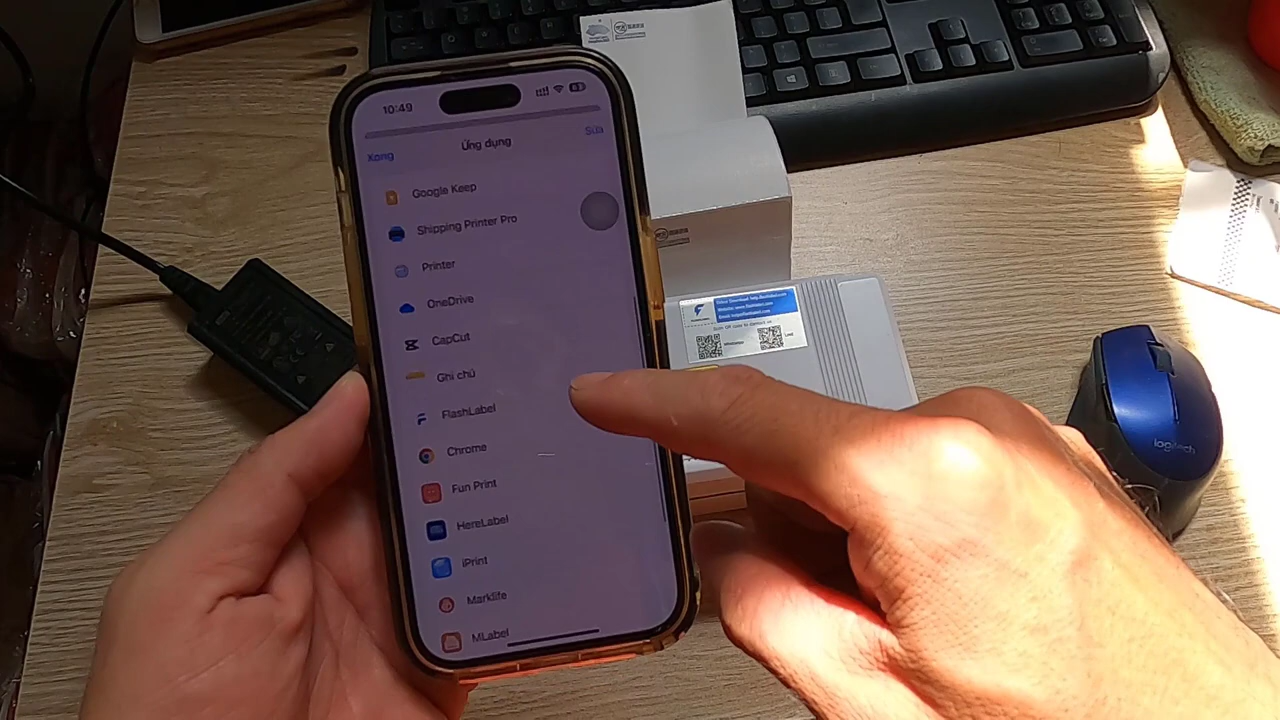 10:49
Ứng dụng
Sửa
Xong
Google Keep
Shipping Printer Pro
Printer
OneDrive
CapCut
Ghi chú
FlashLabel
Chrome
Fun Print
HereLabel
iPrint
Marklife
MLabel
logitech